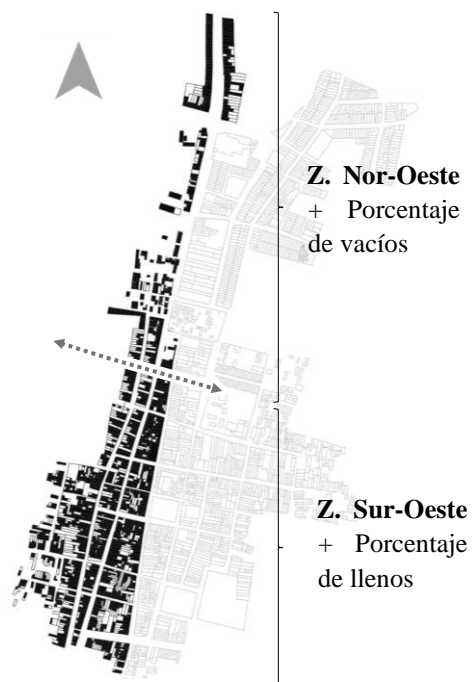 Z. Nor-Oeste
+ Porcentaje
de vacíos
Z. Sur-Oeste
+ Porcentaje
de llenos